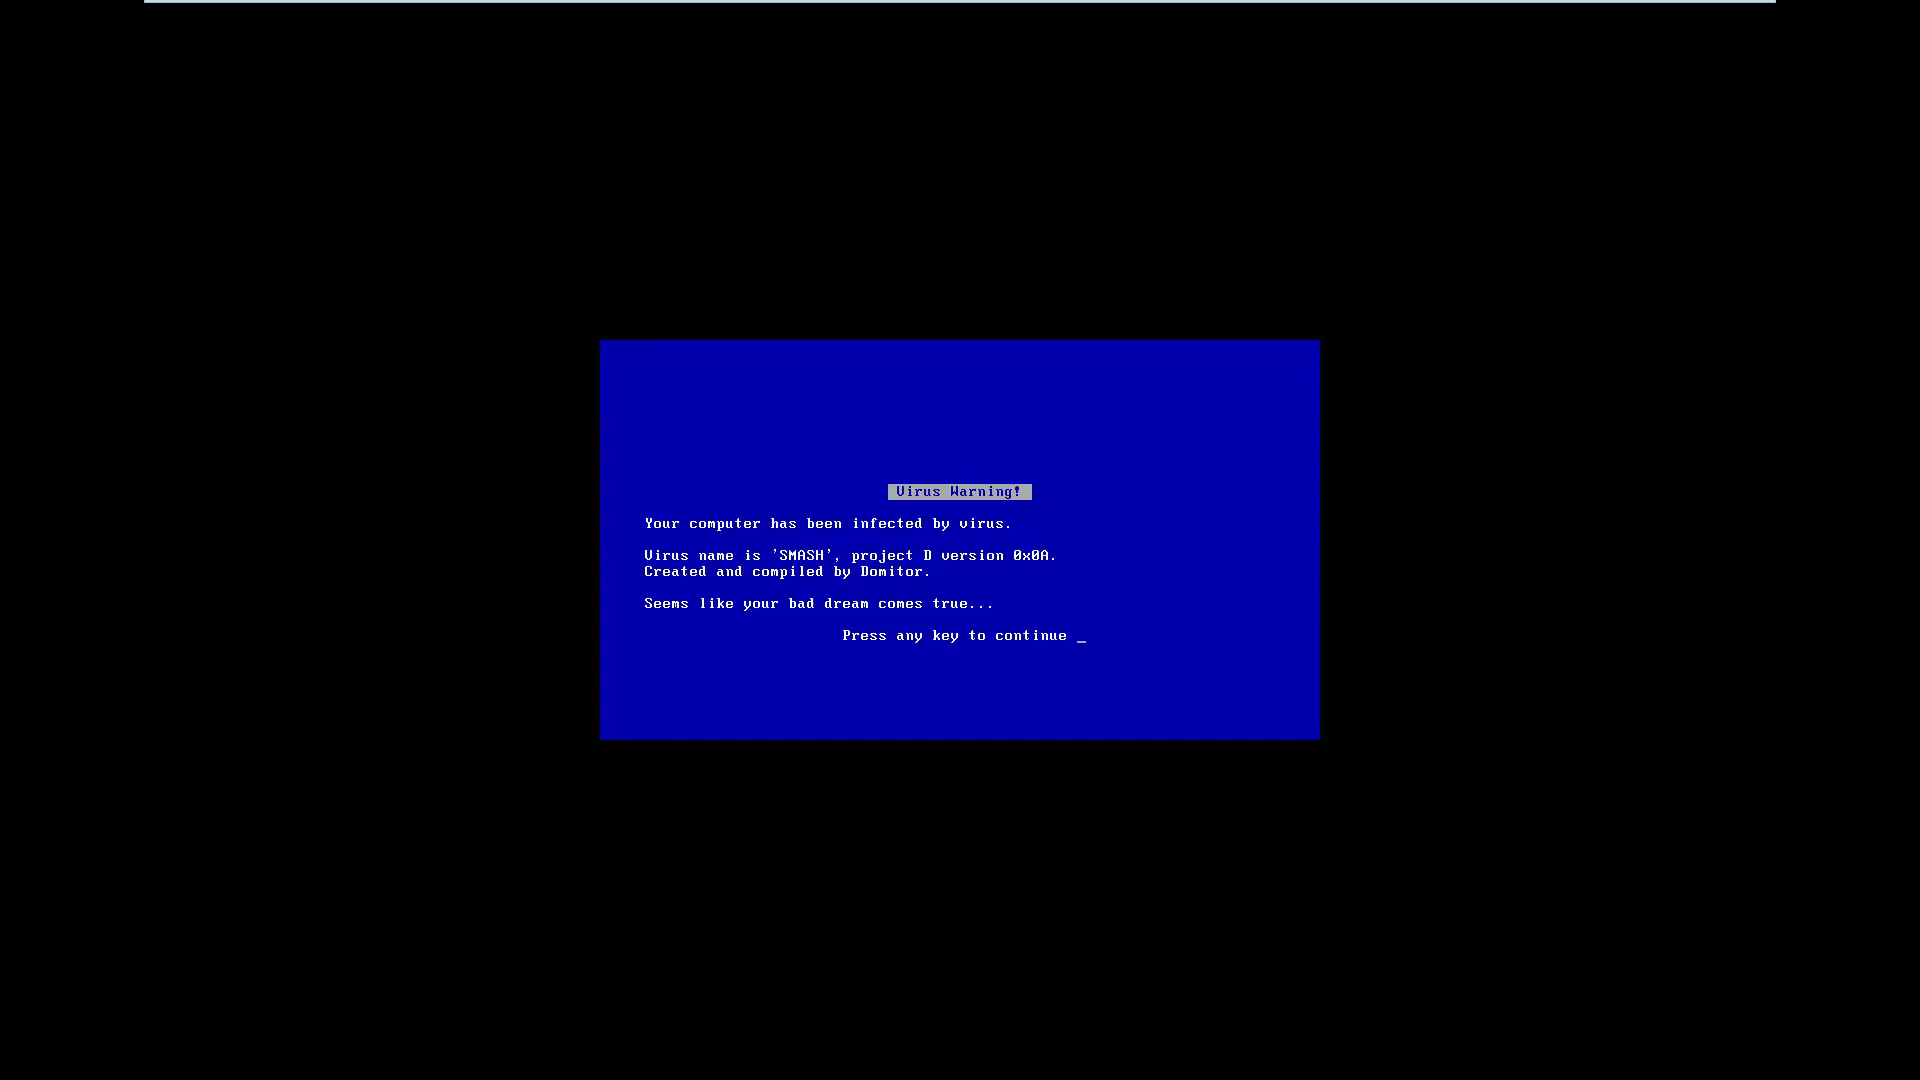 Virus Warning!
Your computer has been infected by virus.
Virus name is 'SMASH', project D version 0x0A.
Created and compiled by Domitor.
Seems like your bad dream comes true...
Press any key to continue _